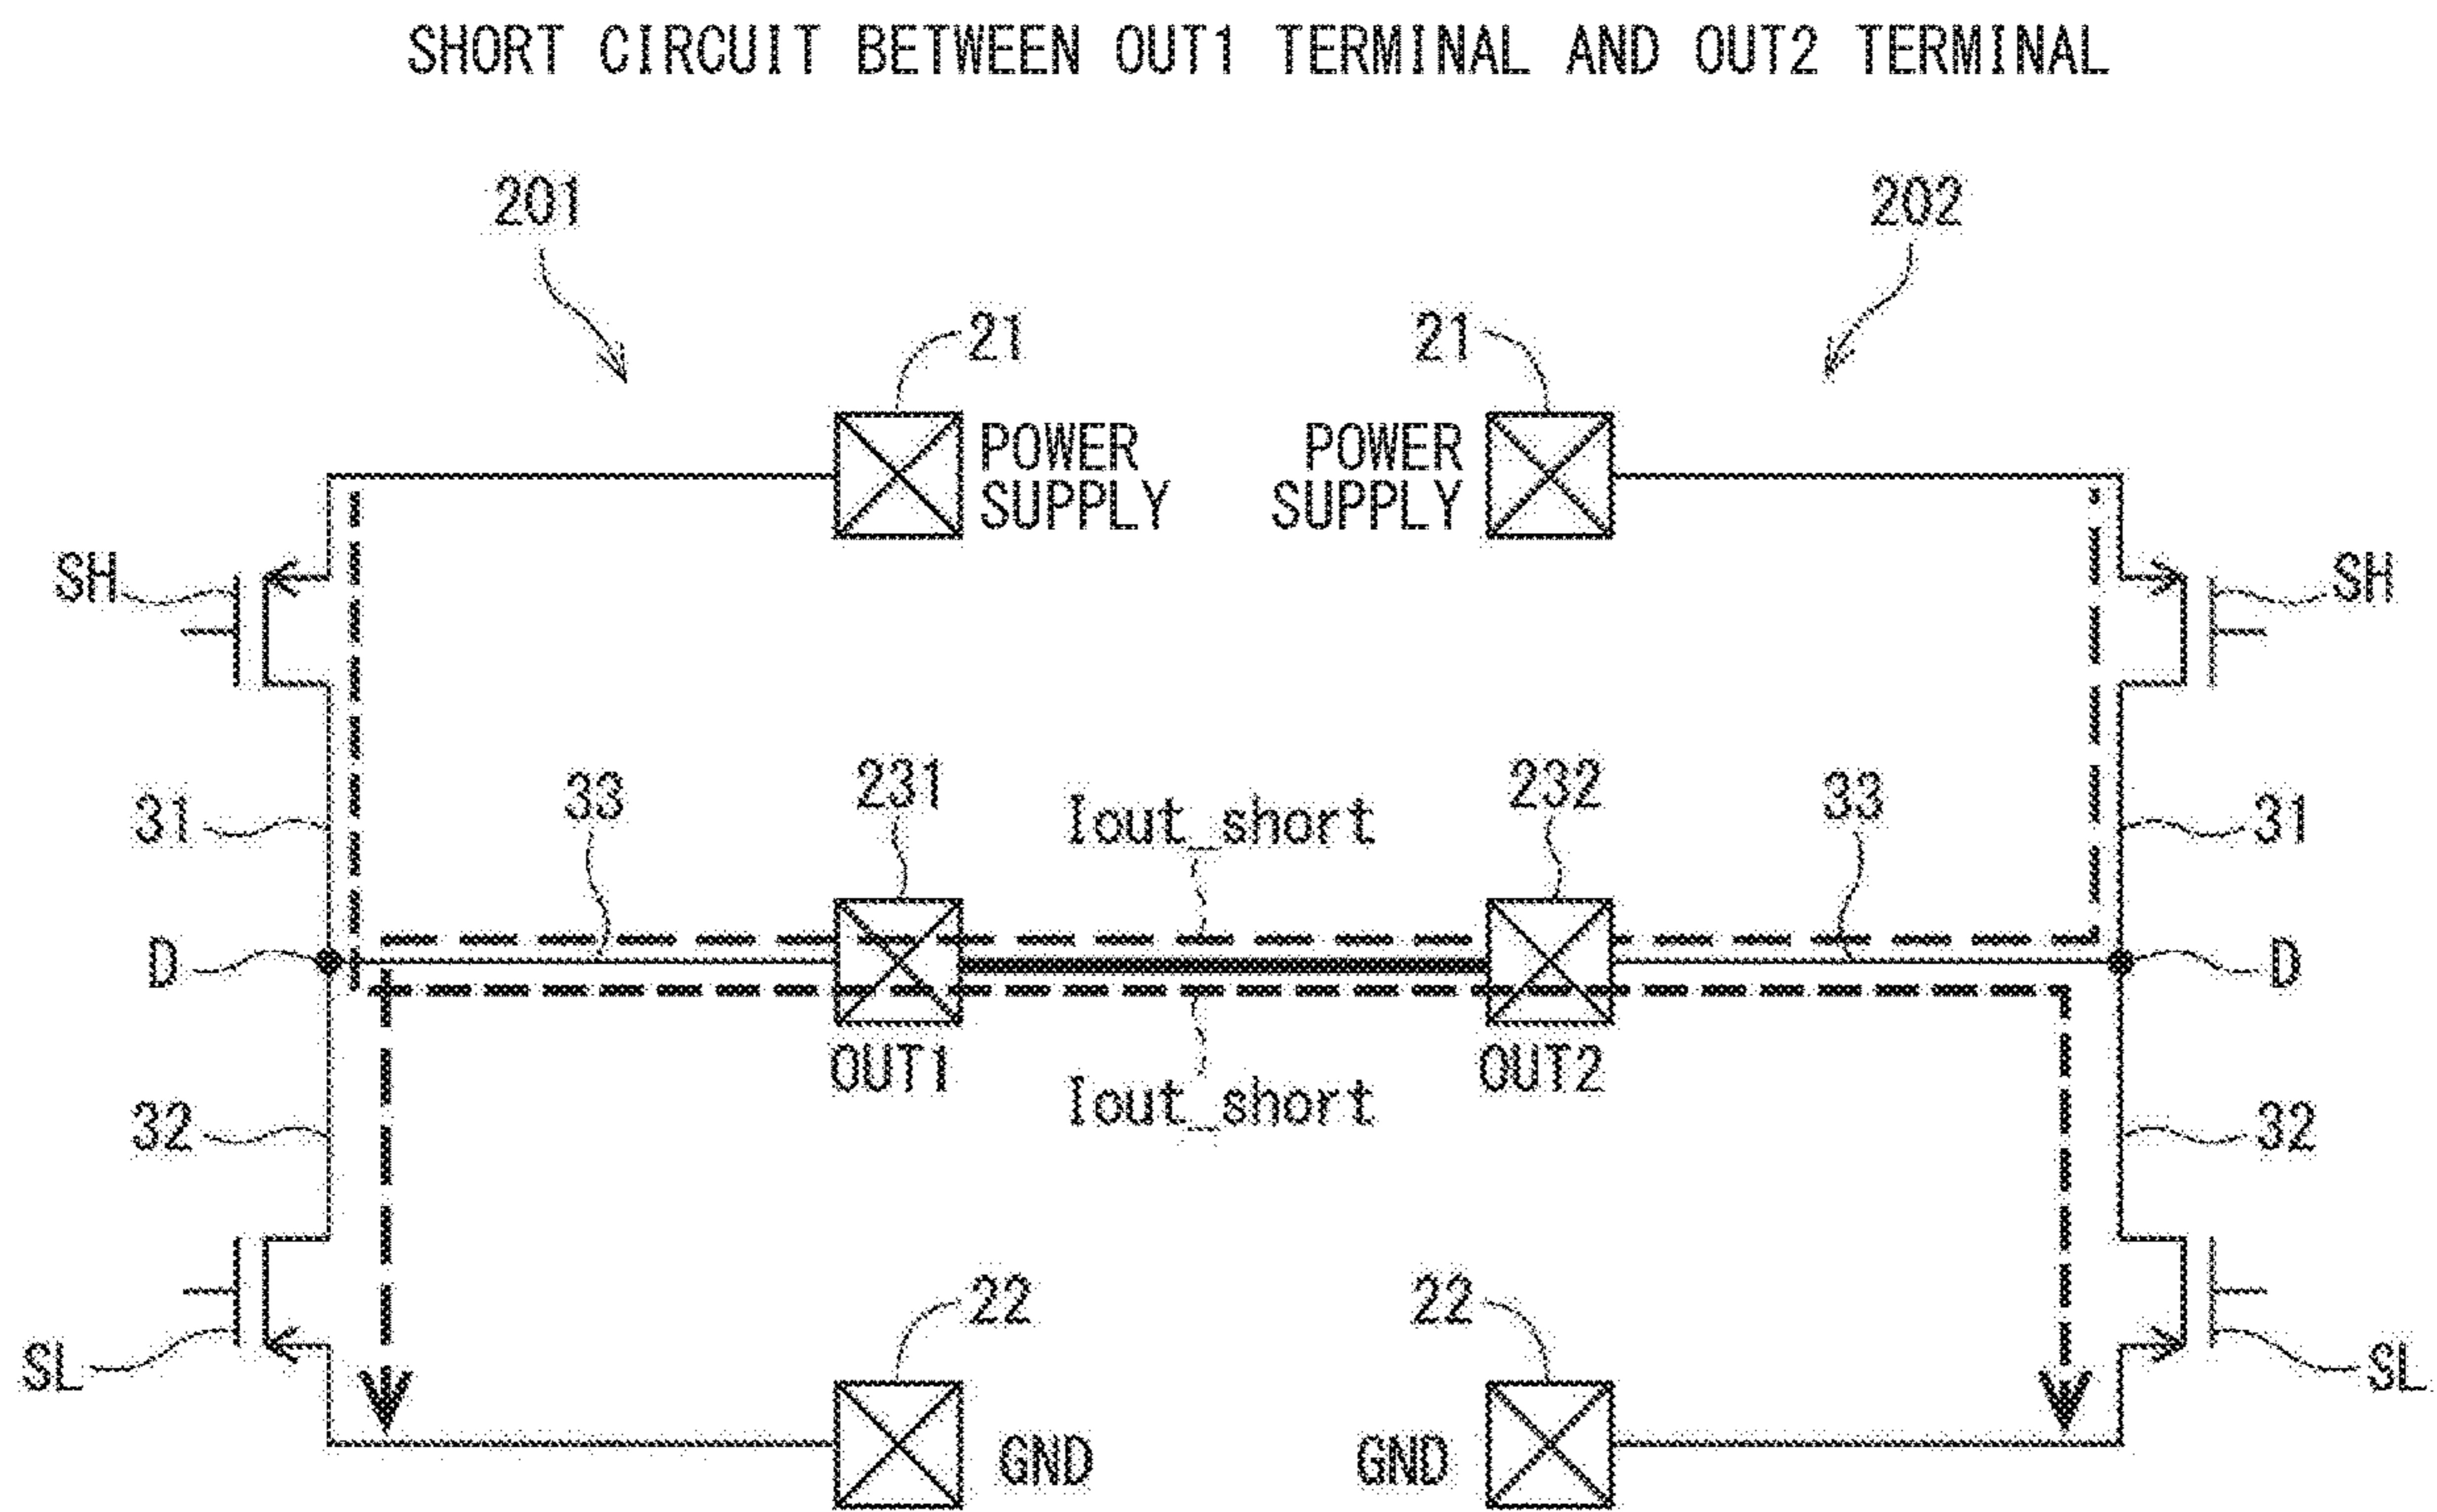 SHORT CIRCUIT BETWEEN OUT1 TERMINAL AND OUT2 TERMINAL
201
202
21
21
POWER
SUPPLY
POWER
SUPPLY
SH
SH
31
33
231
Iout_short
232
33
31
D
D
OUT1
OUT2
Iout_short
32
32
22
22
SL
SL
GND
GND